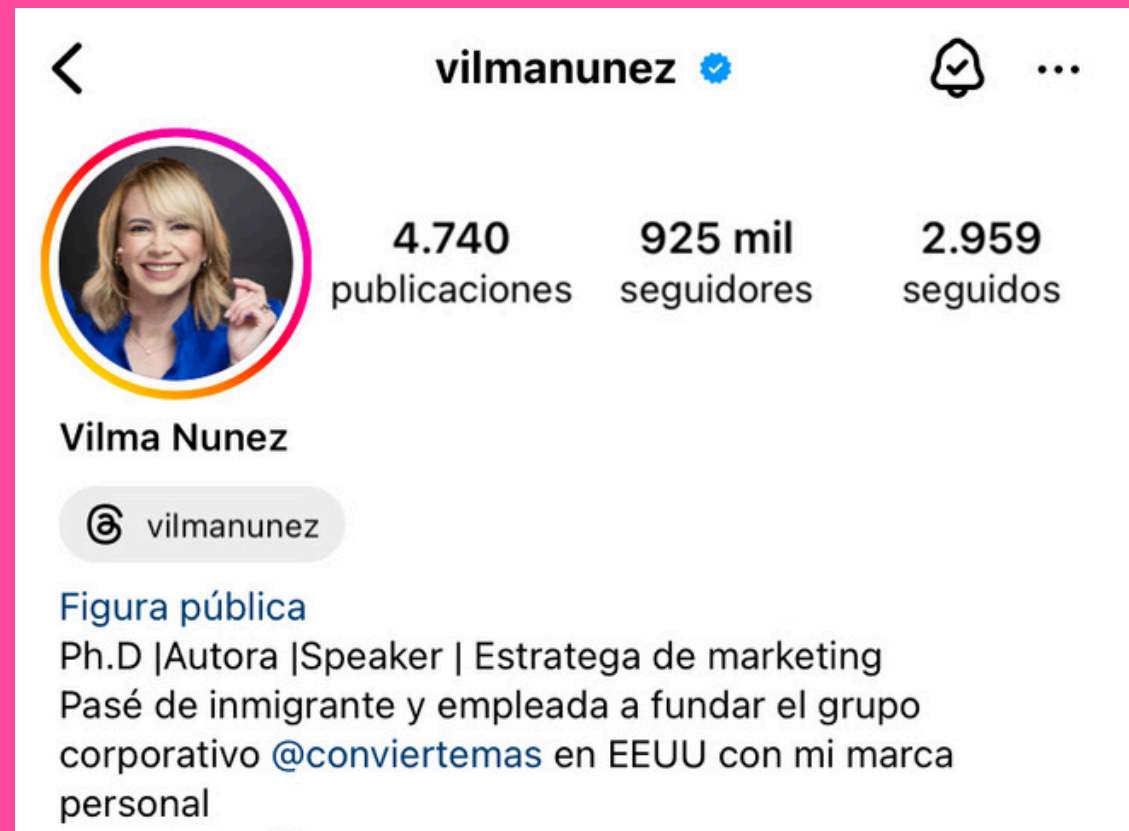 vilmanunez
4.740 925 mil 2.959
publicaciones seguidores seguidos
Vilma Nunez
vilmanunez
Figura pública
Ph.D |Autora |Speaker | Estratega de marketing
Pasé de inmigrante y empleada a fundar el grupo
corporativo @conviertemas en EEUU con mi marca
personal